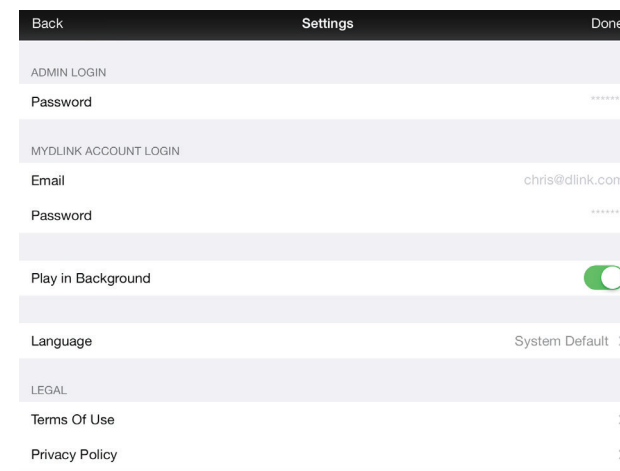 Back Settings Done
ADMIN LOGIN
Password ******
MYDLINK ACCOUNT LOGIN
Email chris@dlink.com
Password ******
Play in Background
Language System Default
LEGAL
Terms Of Use
Privacy Policy